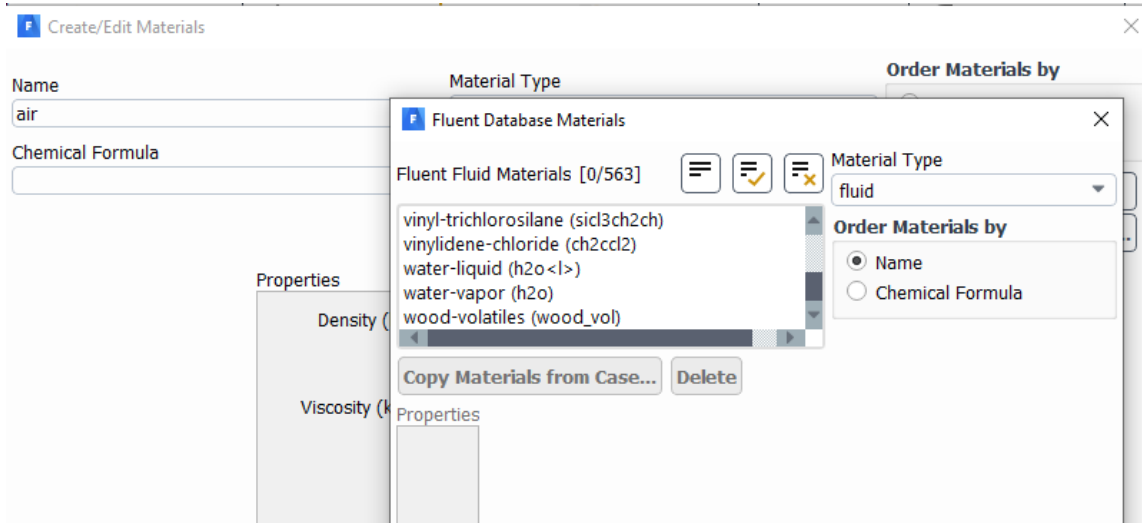 Create/Edit Materials
Name
Material Type
Order Materials by
air
Chemical Formula
Fluent Database Materials
Fluent Fluid Materials [0/563]
Material Type
fluid
vinyl-trichlorosilane (sicl3ch2ch)
vinylidene-chloride (ch2ccl2)
water-liquid (h2o<l>)
water-vapor (h2o)
wood-volatiles (wood_vol)
Order Materials by
Name
Chemical Formula
Copy Materials from Case...
Delete
Properties
Properties
Density (
Viscosity (k